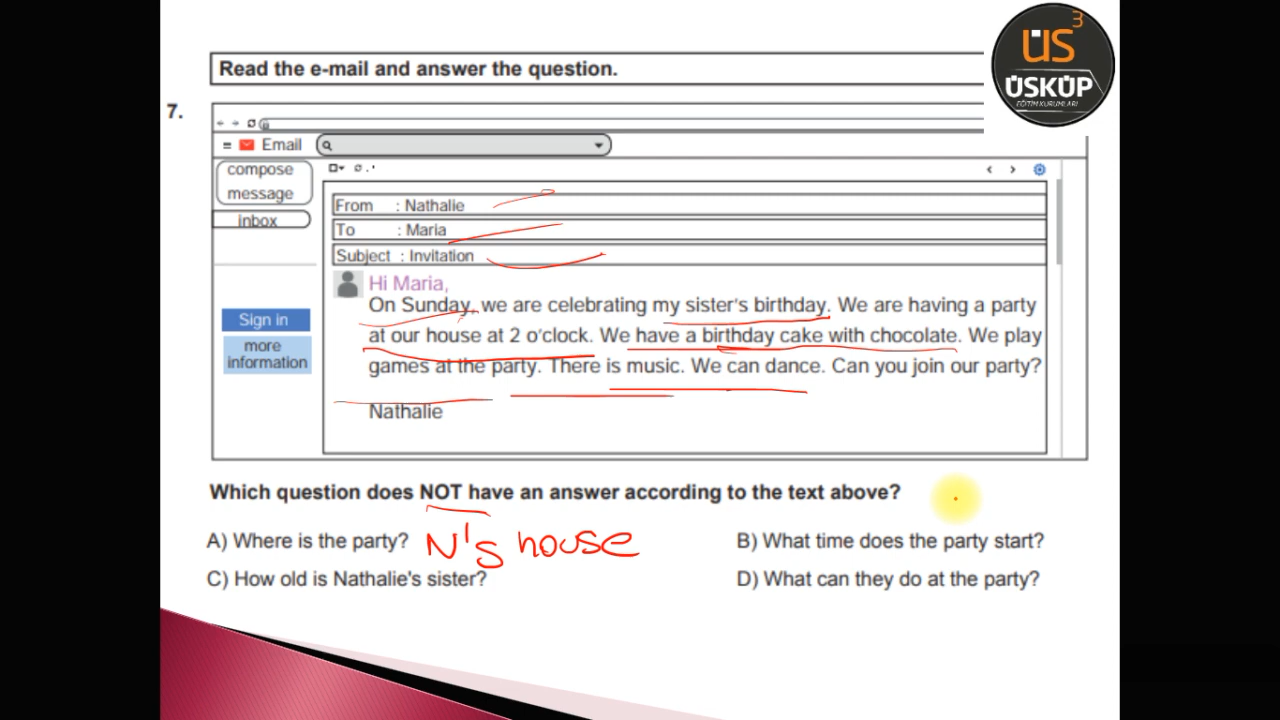 3
ÜS
ÜSKÜP
EĞİTİM KURUMLARI
Read the e-mail and answer the question.
7.
Email
compose
message
inbox
Sign in
more
information
From : Nathalie
To : Maria
Subject : Invitation
Hi Maria,
On Sunday, we are celebrating my sister's birthday. We are having a party
at our house at 2 o'clock. We have a birthday cake with chocolate. We play
games at the party. There is music. We can dance. Can you join our party?
Nathalie
Which question does NOT have an answer according to the text above?
A) Where is the party? N's house
B) What time does the party start?
C) How old is Nathalie's sister?
D) What can they do at the party?